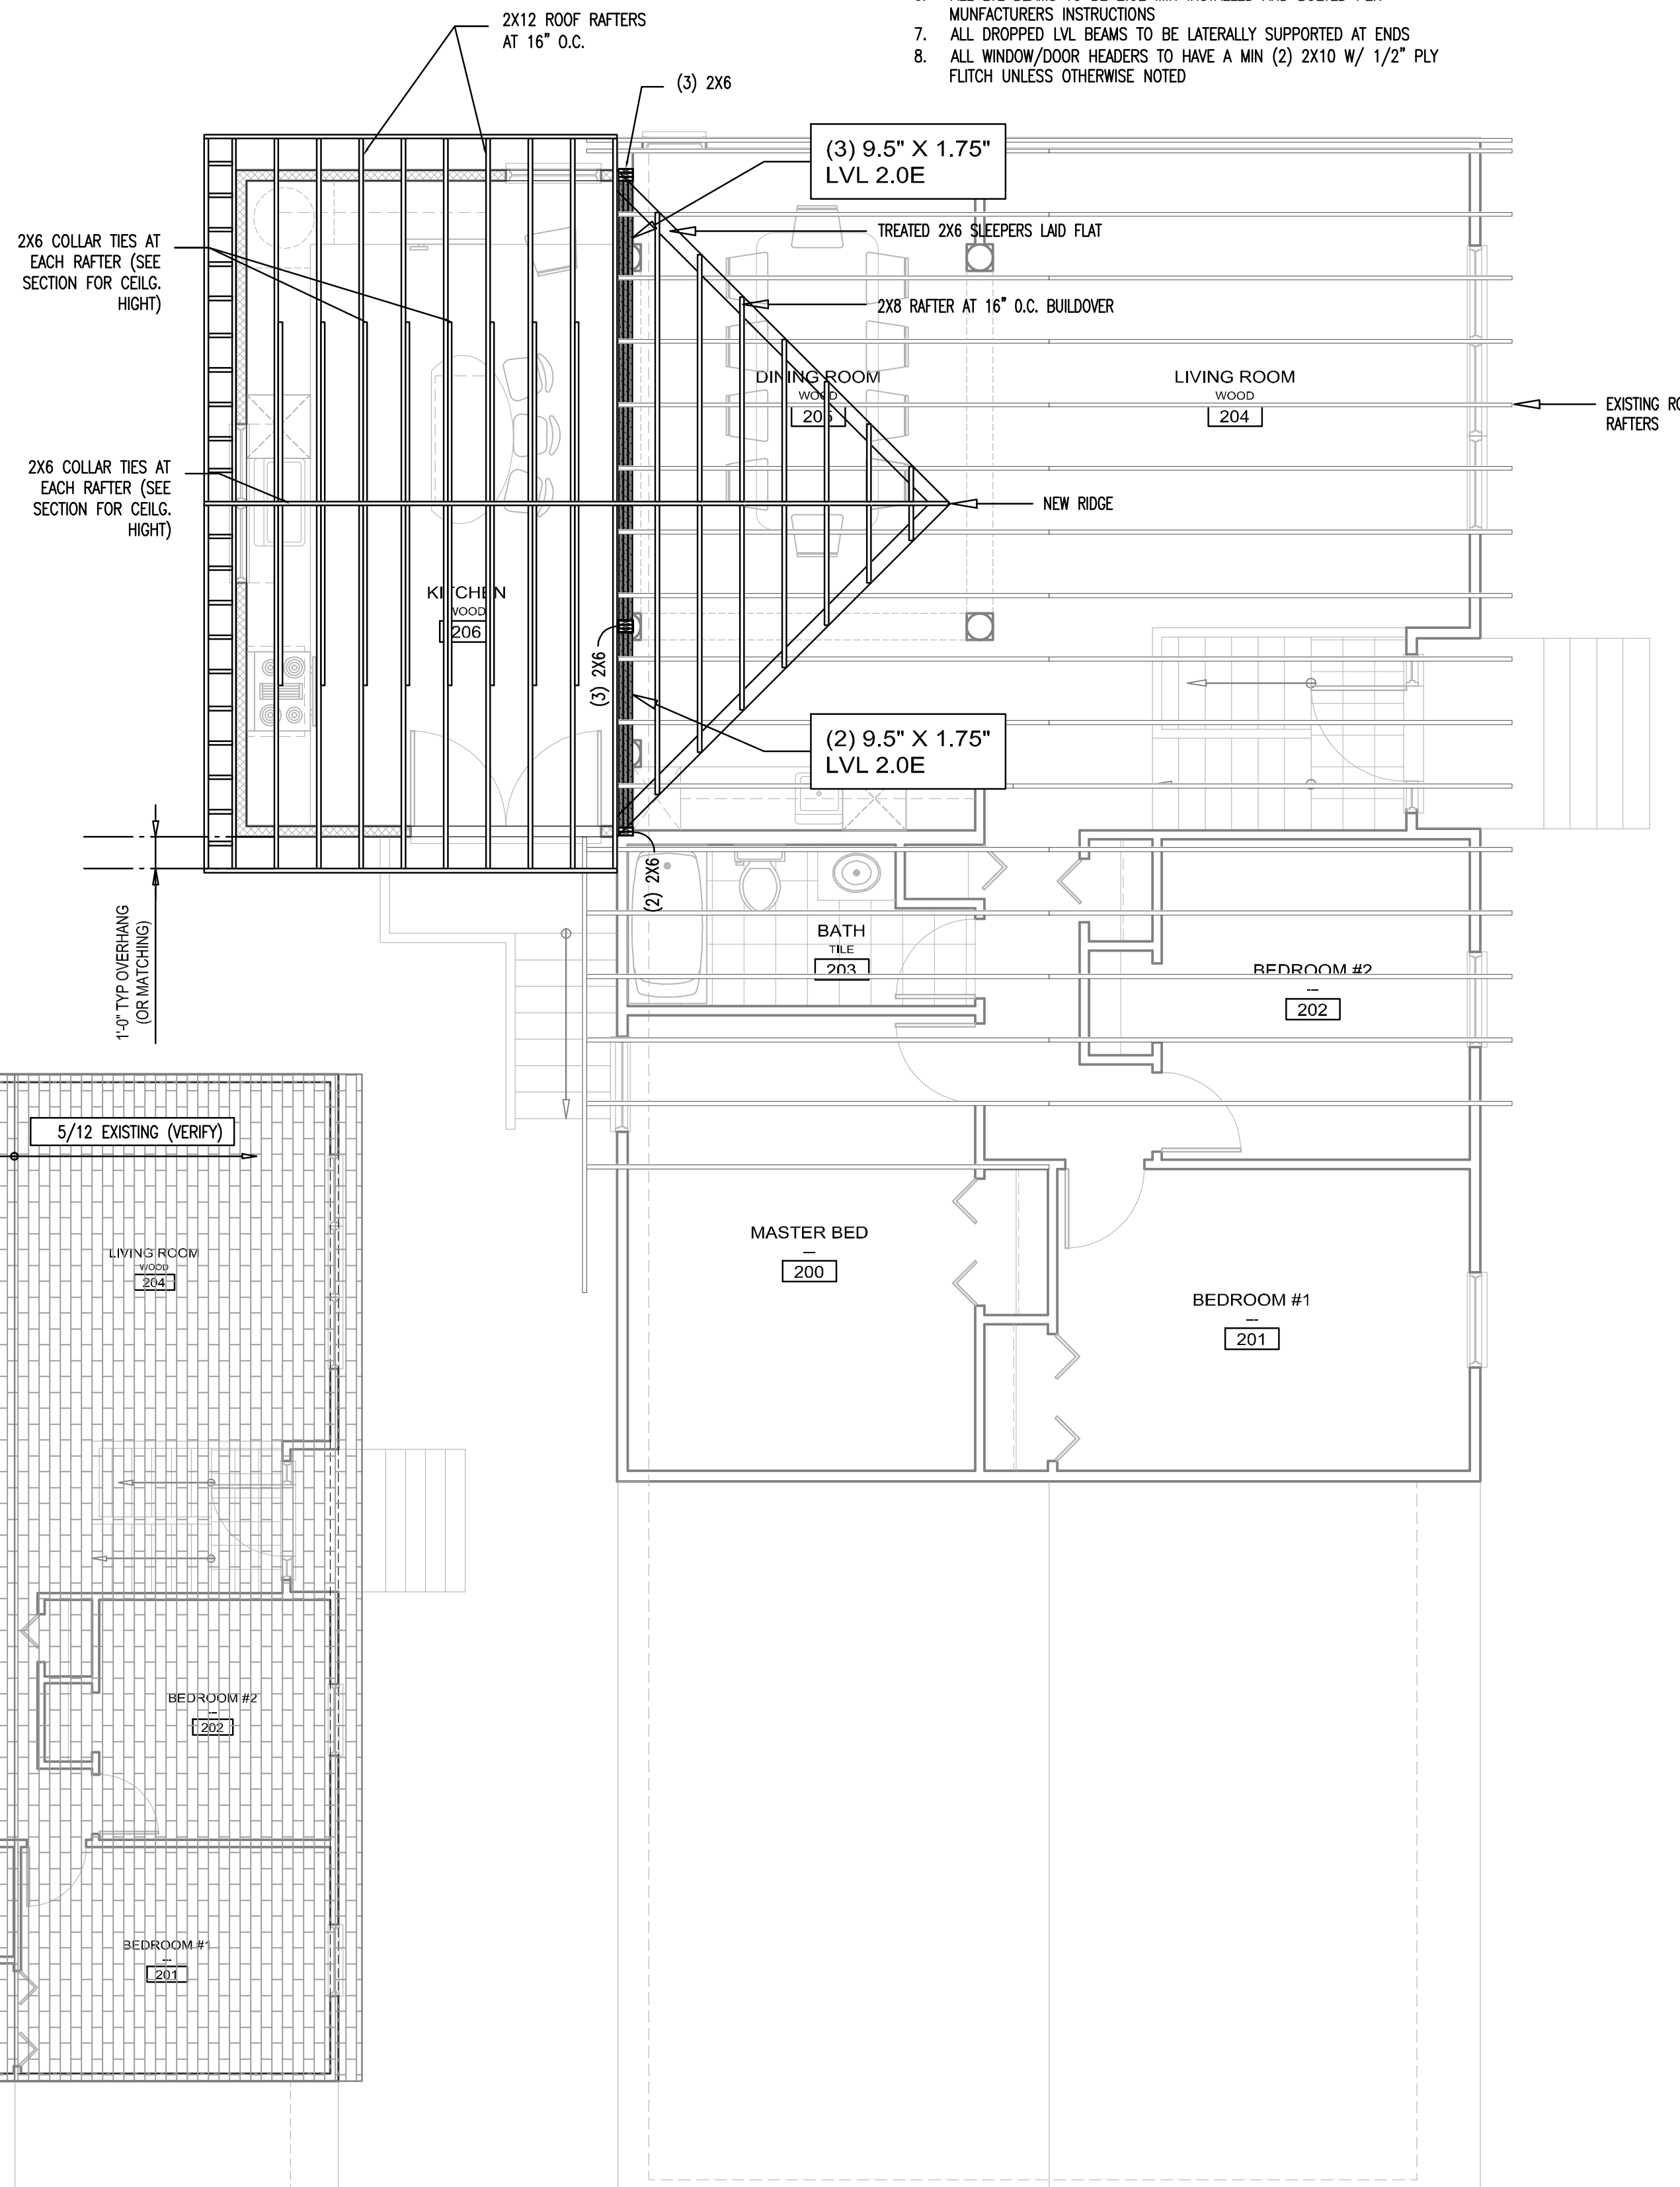 MUNFACTURERS INSTRUCTIONS
7. ALL DROPPED LVL BEAMS TO BE LATERALLY SUPPORTED AT ENDS
8. ALL WINDOW/DOOR HEADERS TO HAVE A MIN (2) 2X10 W/ 1/2" PLY
FLITCH UNLESS OTHERWISE NOTED
2X12 ROOF RAFTERS
AT 16" O.C.
(3) 2X6
(3) 9.5" X 1.75"
LVL 2.0E
TREATED 2X6 SLEEPERS LAID FLAT
2X6 COLLAR TIES AT
EACH RAFTER (SEE
SECTION FOR CEILG.
HIGHT)
2X8 RAFTER AT 16" O.C. BUILDOVER
DINING ROOM
WOOD
205
LIVING ROOM
WOOD
204
EXISTING
RAFTERS
2X6 COLLAR TIES AT
EACH RAFTER (SEE
SECTION FOR CEILG.
HIGHT)
NEW RIDGE
KITCHEN
WOOD
206
(3) 2X6
(2) 9.5" X 1.75"
LVL 2.0E
(2) 2X6
1'-0" TYP OVERHANG
(OR MATCHING)
BATH
TILE
203
BEDROOM #2
---
202
5/12 EXISTING (VERIFY)
MASTER BED
---
200
LIVING ROOM
WOOD
204
BEDROOM #1
---
201
BEDROOM #2
---
202
BEDROOM #1
---
201